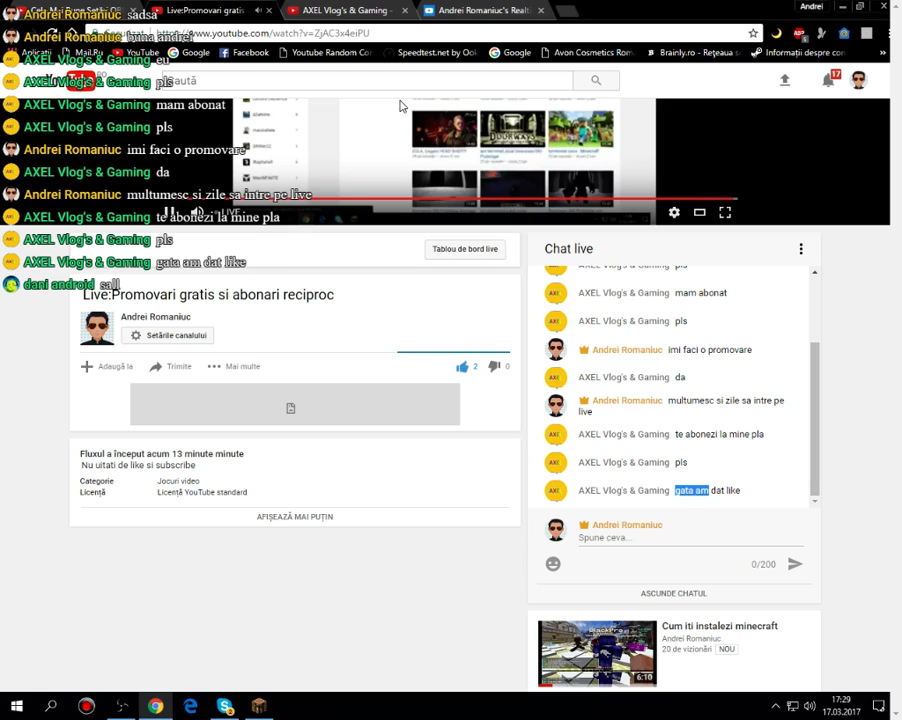 Live:Promovari gratis
AXEL Vlog's & Gaming -
Andrei Romaniuc's Realt
Andrei
https://www.youtube.com/watch?v=ZjAC3x4eiPU
Aplicații
Mail.Ru
YouTube
Google
Facebook
Youtube Random Co
Speedtest.net by Ook
Google
Avon Cosmetics Rom
Brainly.ro - Rețeaua s
Informații despre con
17
Andrei Romaniuc sadsa
Andrei Romaniuc buna andrei
AXEL Vlog's & Gaming eu
AXEL Vlog's & Gaming pls
AXEL Vlog's & Gaming mam abonat
AXEL Vlog's & Gaming pls
Andrei Romaniuc imi faci o promovare
AXEL Vlog's & Gaming da
Andrei Romaniuc multumesc si zile sa intre pe live
AXEL Vlog's & Gaming te abonezi la mine pla
AXEL Vlog's & Gaming pls
AXEL Vlog's & Gaming gata am dat like
dani android sall
LIVE
Tablou de bord live
Live:Promovari gratis si abonari reciproc
Andrei Romaniuc
Setările canalului
Adaugă la
Trimite
Mai multe
2
0
Fluxul a început acum 13 minute minute
Nu uitati de like si subscribe
Categorie Jocuri video
Licență Licență YouTube standard
AFIȘEAZĂ MAI PUȚIN
Chat live
AXEL Vlog's & Gaming pls
AXEL Vlog's & Gaming mam abonat
AXEL Vlog's & Gaming pls
Andrei Romaniuc imi faci o promovare
AXEL Vlog's & Gaming da
Andrei Romaniuc multumesc si zile sa intre pe
live
AXEL Vlog's & Gaming te abonezi la mine pla
AXEL Vlog's & Gaming pls
AXEL Vlog's & Gaming gata am dat like
Andrei Romaniuc
Spune ceva...
0/200
ASCUNDE CHATUL
Cum iti instalezi minecraft
Andrei Romaniuc
20 de vizionări NOU
6:10
17:29
17.03.2017